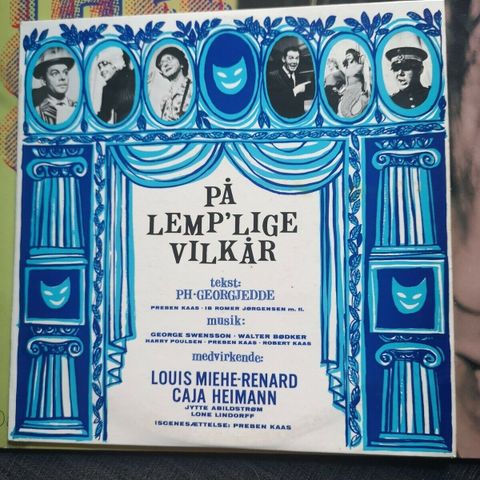 PÅ
LEMP'LIGE
VILKÅR
tekst:
PH·GEORGJEDDE
PREBEN KAAS · IB ROMER JØRGENSEN m. fl.
musik:
GEORGE SWENSSON · WALTER BØDKER
HARRY POULSEN · PREBEN KAAS · ROBERT KAAS
medvirkende:
LOUIS MIEHE-RENARD
CAJA HEIMANN
JYTTE ABILDSTRØM
LONE LINDORFF
ISCENESÆTTELSE: PREBEN KAAS